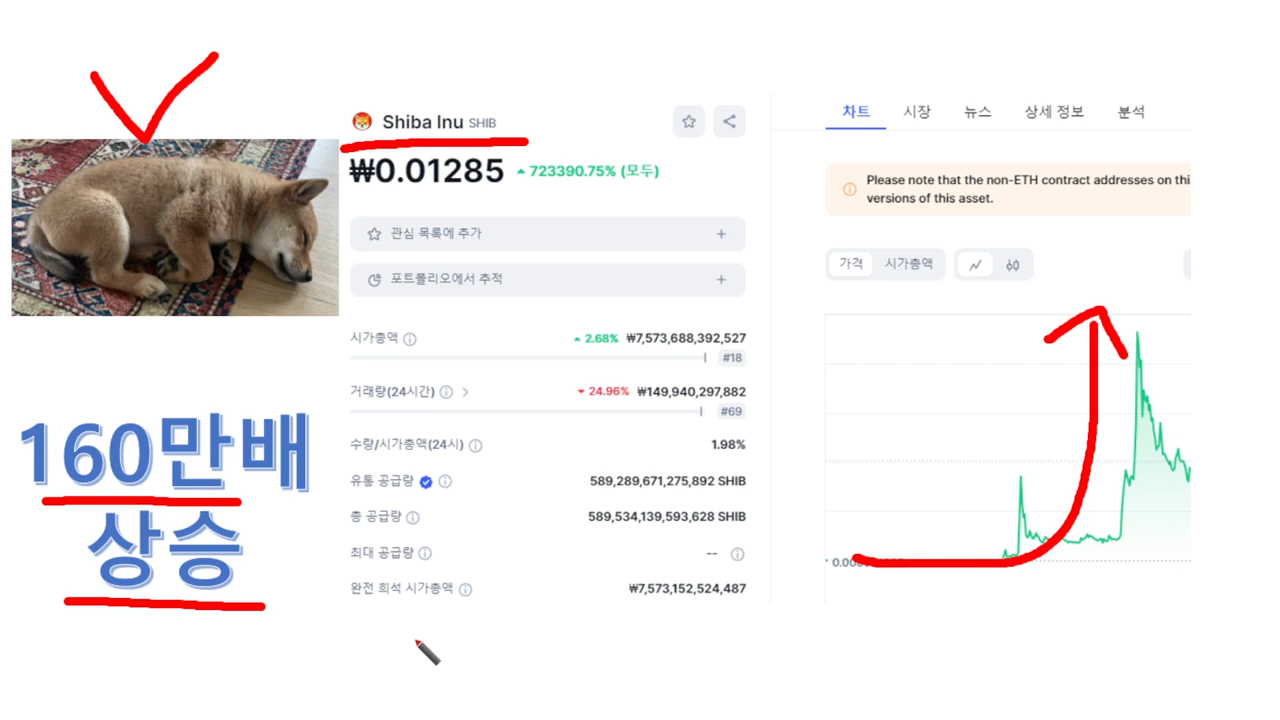 160만배
상승
Shiba Inu SHIB
₩0.01285 723390.75% (모두)
관심 목록에 추가
포트폴리오에서 추적
시가총액 2.68% ₩7,573,688,392,527
#18
거래량(24시간) 24.96% ₩149,940,297,882
#69
수량/시가총액(24시) 1.98%
유통 공급량 589,289,671,275,892 SHIB
총 공급량 589,534,139,593,628 SHIB
최대 공급량 --
완전 희석 시가총액 ₩7,573,152,524,487
차트 시장 뉴스 상세 정보 분석
Please note that the non-ETH contract addresses on thi
versions of this asset.
가격 시가총액